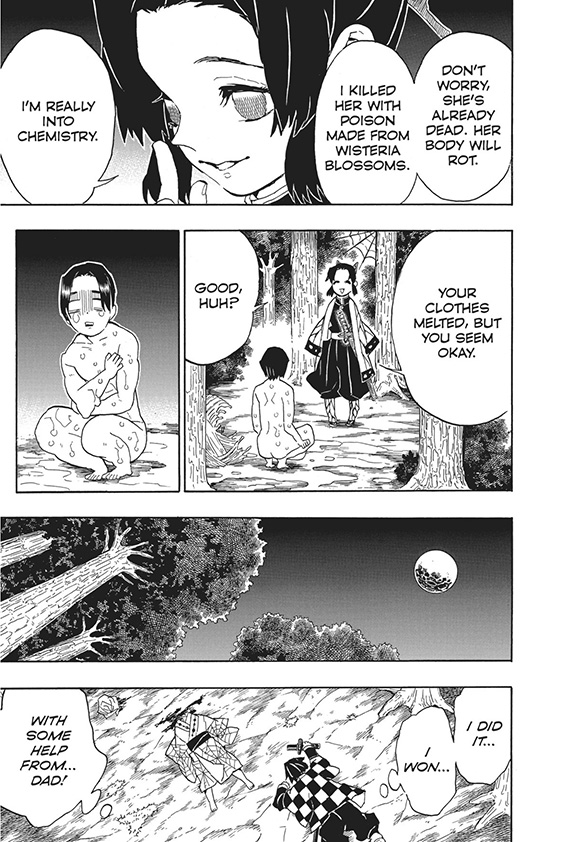 DON'T
WORRY,
SHE'S
ALREADY
DEAD. HER
BODY WILL
ROT.
I KILLED
HER WITH
POISON
MADE FROM
WISTERIA
BLOSSOMS.
I'M REALLY
INTO
CHEMISTRY.
YOUR
CLOTHES
MELTED, BUT
YOU SEEM
OKAY.
GOOD,
HUH?
I DID
IT...
I
WON...
WITH
SOME
HELP
FROM...
DAD!